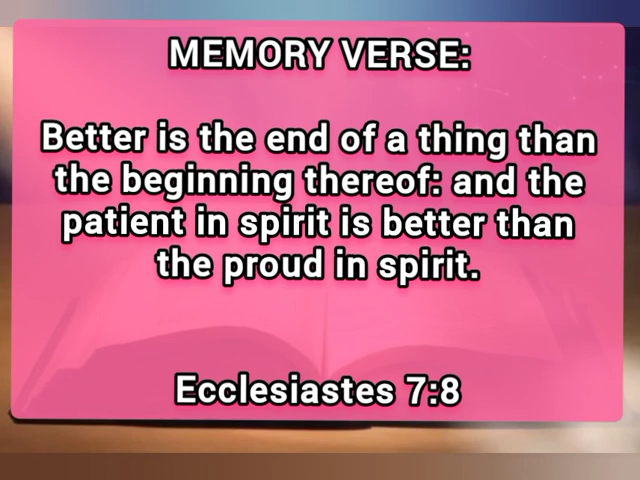 MEMORY VERSE:
Better is the end of a thing than
the beginning thereof: and the
patient in spirit is better than
the proud in spirit.
Ecclesiastes 7:8